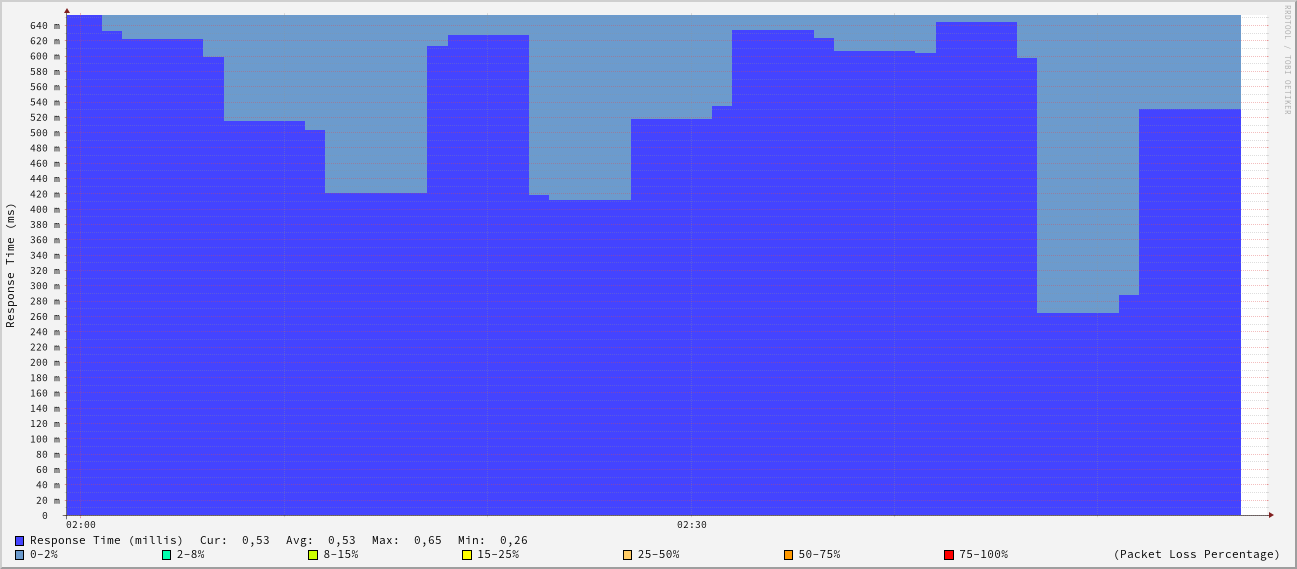 RRDTOOL / TOBI OETIKER
Response Time (ms)
640 m
620 m
600 m
580 m
560 m
540 m
520 m
500 m
480 m
460 m
440 m
420 m
400 m
380 m
360 m
340 m
320 m
300 m
280 m
260 m
240 m
220 m
200 m
180 m
160 m
140 m
120 m
100 m
80 m
60 m
40 m
20 m
0
02:00 02:30
Response Time (millis) Cur: 0,53 Avg: 0,53 Max: 0,65 Min: 0,26
0-2% 2-8% 8-15% 15-25% 25-50% 50-75% 75-100% (Packet Loss Percentage)